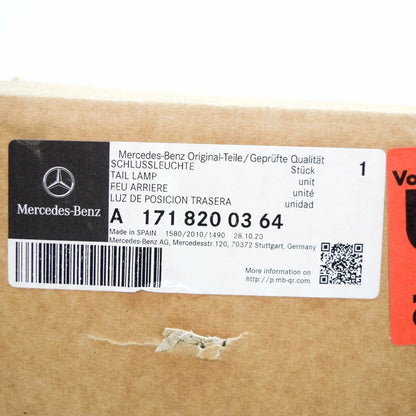 Mercedes-Benz Original-Teile/Geprüfte Qualität
SCHLUSSLEUCHTE Stück 1
TAIL LAMP unit
FEU ARRIERE unité
LUZ DE POSICION TRASERA unidad
Mercedes-Benz
A 171 820 03 64
Made in SPAIN 1580/2010/1490 28.10.20
Mercedes-Benz AG, Mercedesstr.120, 70372 Stuttgart, Germany
More information on
http://p.mb-qr.com